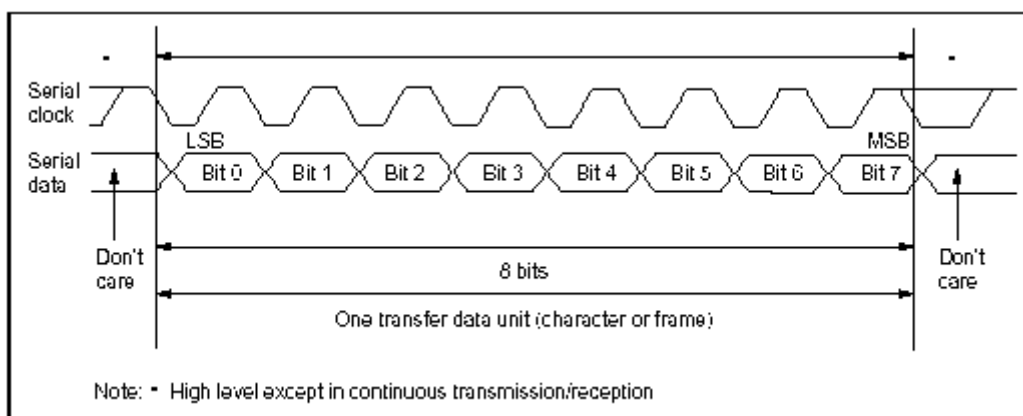 Serial
clock
LSB
MSB
Serial
data
Bit 0
Bit 1
Bit 2
Bit 3
Bit 4
Bit 5
Bit 6
Bit 7
Don't
care
8 bits
Don't
care
One transfer data unit (character or frame)
Note: * High level except in continuous transmission/reception